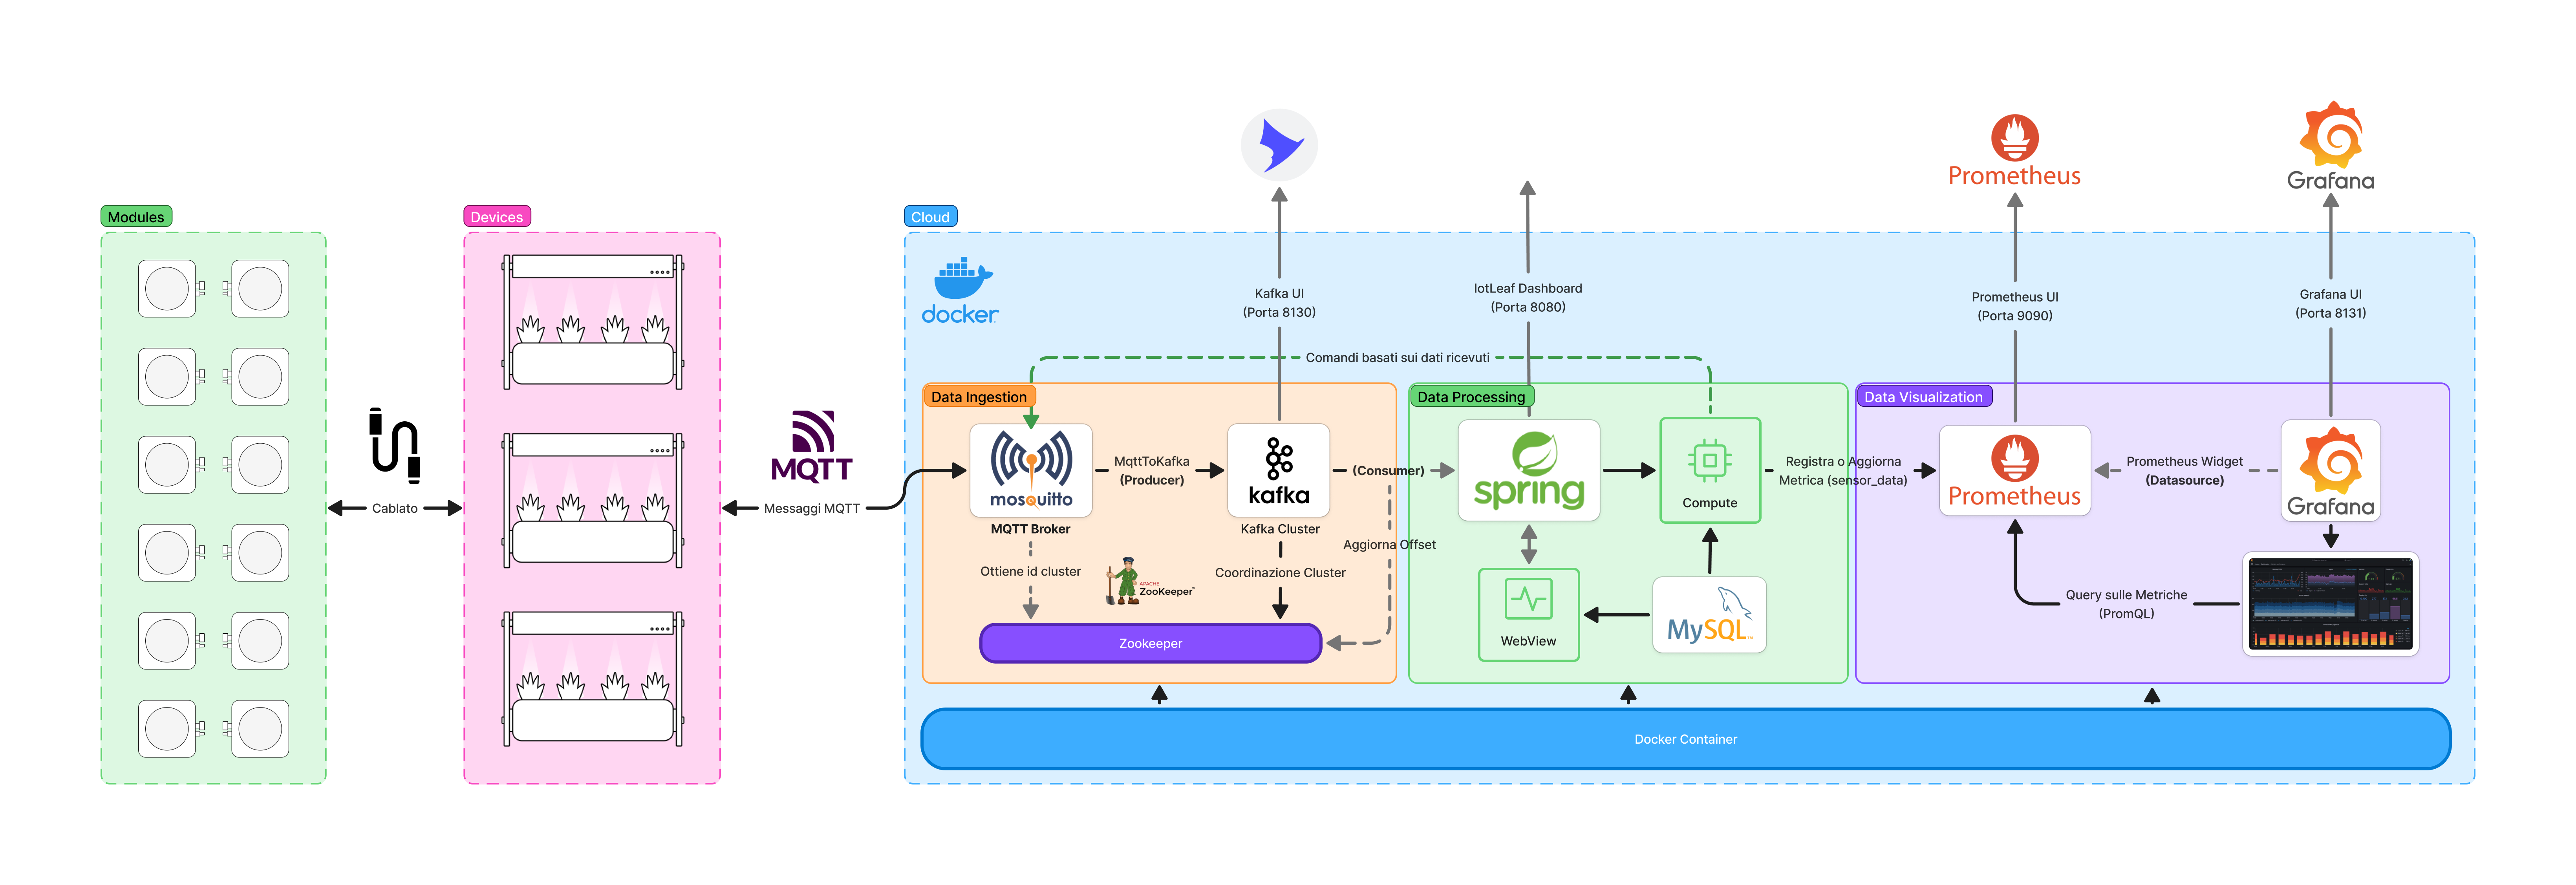 Prometheus
Grafana
Modules
Devices
Cloud
docker
Kafka UI
(Porta 8130)
IotLeaf Dashboard
(Porta 8080)
Prometheus UI
(Porta 9090)
Grafana UI
(Porta 8131)
Comandi basati sui dati ricevuti
Data Ingestion
Data Processing
Data Visualization
MQTT
Cablato
Messaggi MQTT
mosquitto
MQTT Broker
MqttToKafka
(Producer)
kafka
Kafka Cluster
(Consumer)
spring
Compute
Registra o Aggiorna
Metrica (sensor_data)
Prometheus
Prometheus Widget
(Datasource)
Grafana
Ottiene id cluster
APACHE
ZooKeeper™
Coordinazione Cluster
Aggiorna Offset
Zookeeper
WebView
MySQL™
Query sulle Metriche
(PromQL)
Docker Container